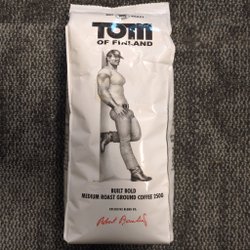 TOM
OF FINLAND
BUILT BOLD
MEDIUM ROAST GROUND COFFEE 250G